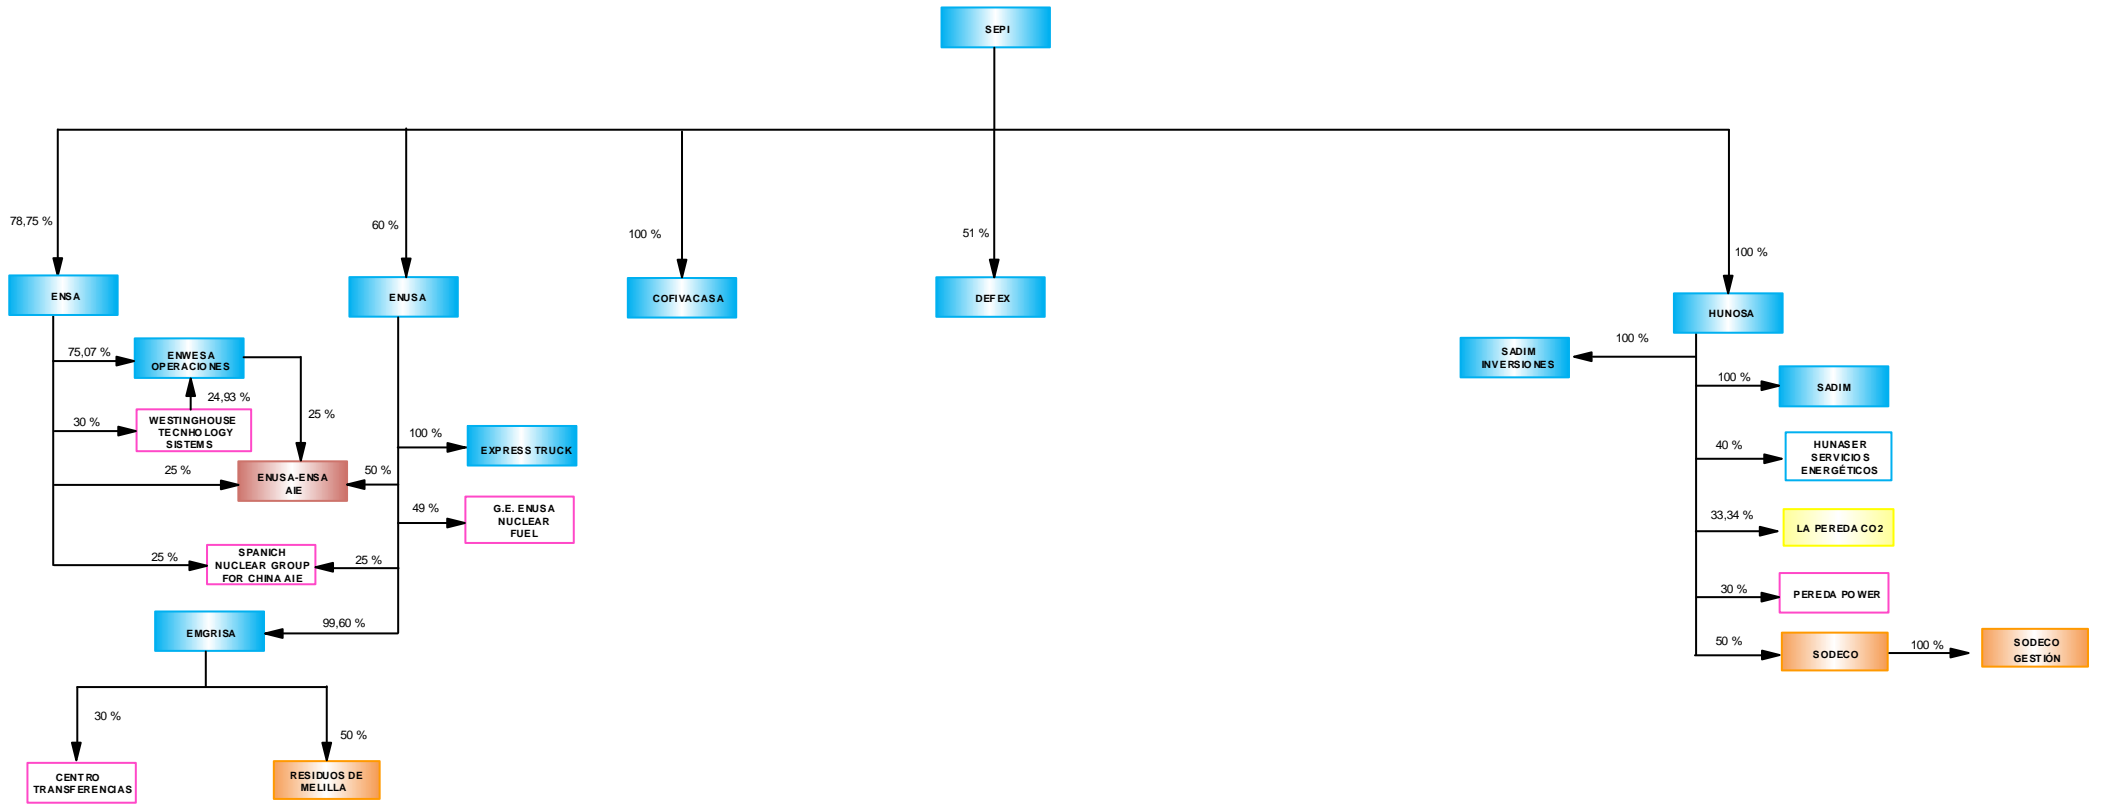 SEPI
78,75 %
60 %
100 %
51 %
100 %
ENSA
ENUSA
COFIVACASA
DEFEX
HUNOSA
75,07 %
ENWESA
OPERACIONES
24,93 %
25 %
30 %
WESTINGHOUSE
TECNHOLOGY
SISTEMS
25 %
ENUSA-ENSA
AIE
50 %
100 %
EXPRESS TRUCK
49 %
G.E. ENUSA
NUCLEAR
FUEL
25 %
SPANICH
NUCLEAR GROUP
FOR CHINA AIE
25 %
EMGRISA
99,60 %
30 %
50 %
CENTRO
TRANSFERENCIAS
RESIDUOS DE
MELILLA
SADIM
INVERSIONES
100 %
100 %
SADIM
40 %
HUNASER
SERVICIOS
ENERGÉTICOS
33,34 %
LA PEREDA CO2
30 %
PEREDA POWER
50 %
SODECO
100 %
SODECO
GESTIÓN